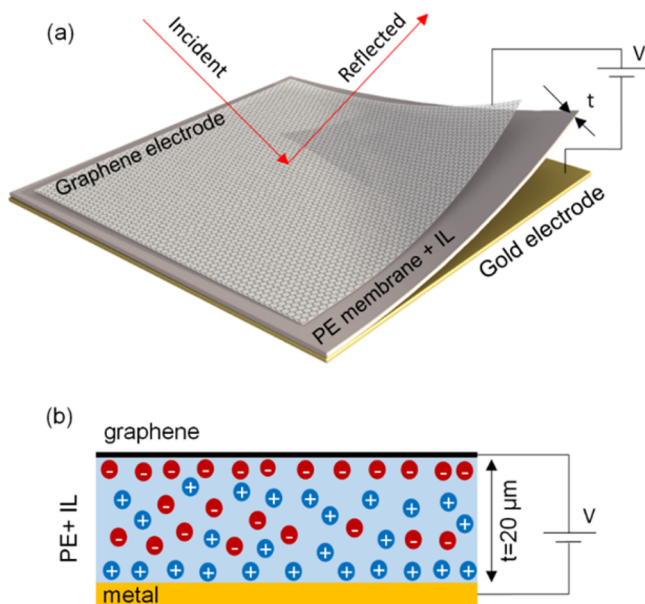 (a)
Incident
Reflected
V
t
Graphene electrode
PE membrane + IL
Gold electrode
(b)
graphene
PE+ IL
t=20 μm
V
metal